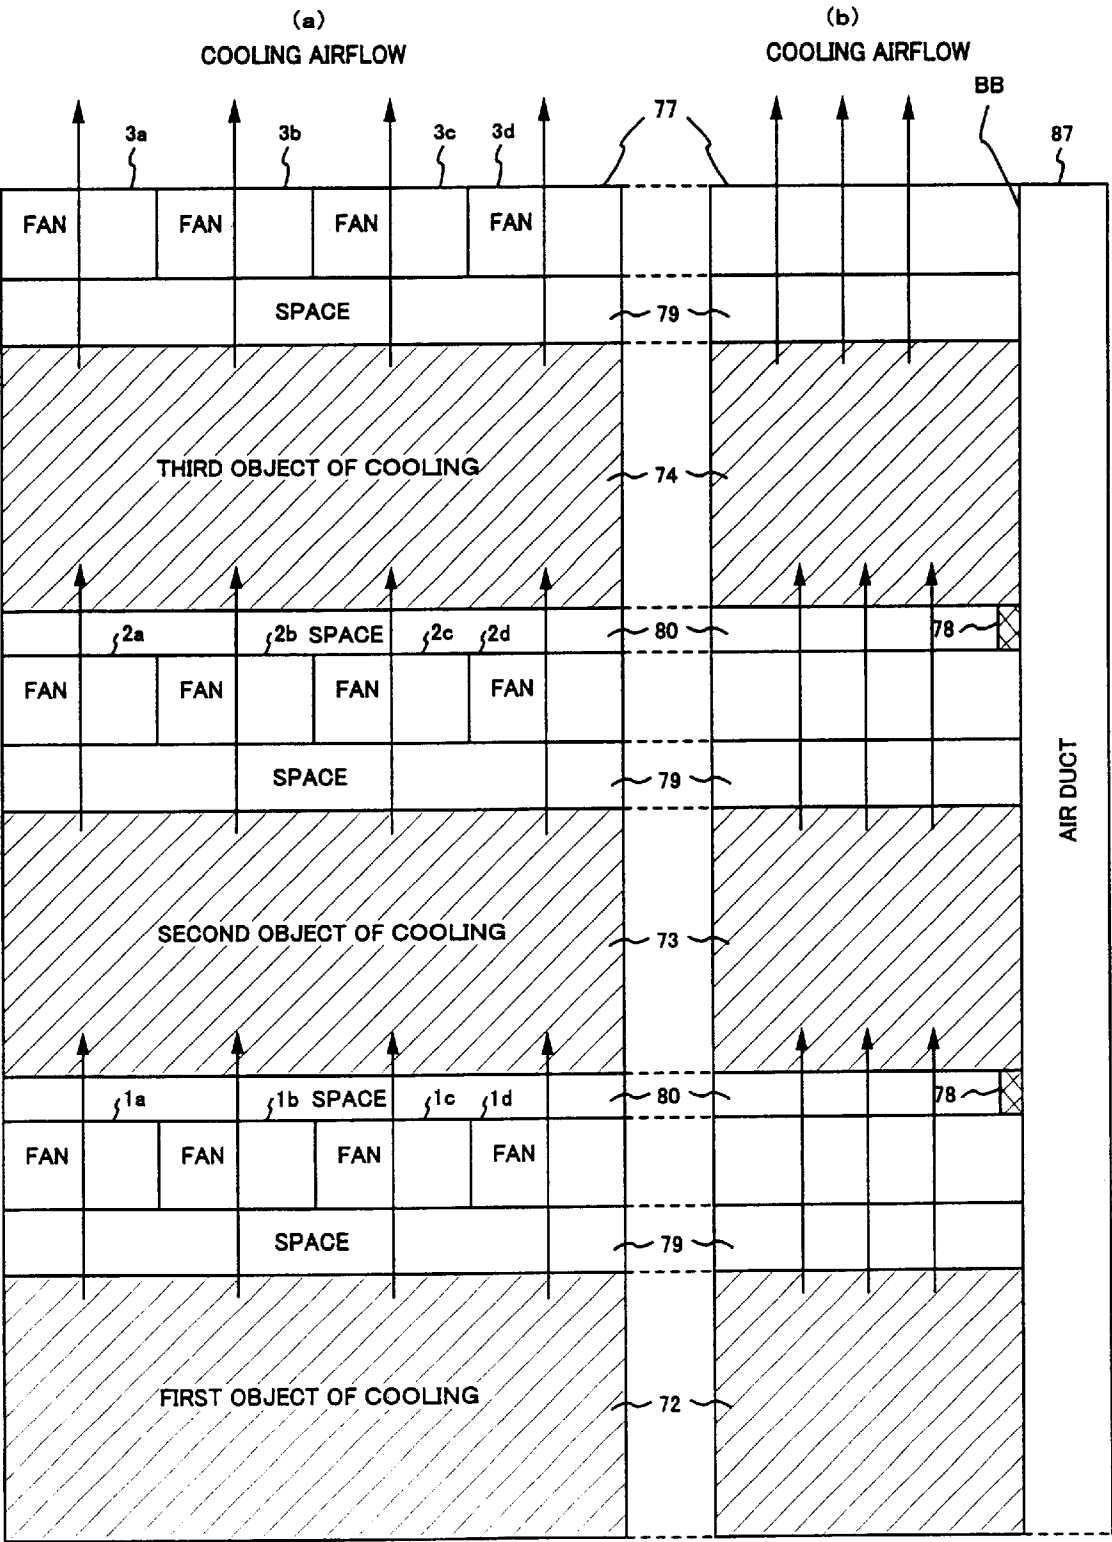 (a)
COOLING AIRFLOW
(b)
COOLING AIRFLOW
BB
77
87
3a
3b
3c
3d
FAN
FAN
FAN
FAN
SPACE
79
THIRD OBJECT OF COOLING
74
2a
2b
SPACE
2c
2d
80
78
FAN
FAN
FAN
FAN
SPACE
79
AIR DUCT
SECOND OBJECT OF COOLING
73
1a
1b
SPACE
1c
1d
80
78
FAN
FAN
FAN
FAN
SPACE
79
FIRST OBJECT OF COOLING
72